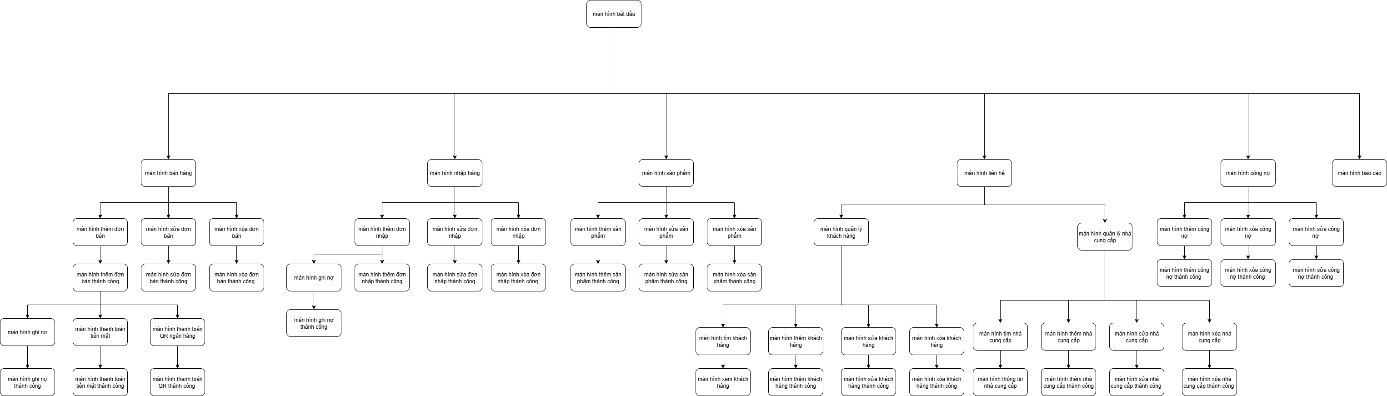 màn hình bắt đầu
màn hình bán hàng
màn hình nhập hàng
màn hình sản phẩm
màn hình liên hệ
màn hình công nợ
màn hình báo cáo
màn hình thêm đơn
bán
màn hình sửa đơn
bán
màn hình xóa đơn
bán
màn hình thêm đơn
nhập
màn hình sửa đơn
nhập
màn hình xóa đơn
nhập
màn hình thêm sản
phẩm
màn hình sửa sản
phẩm
màn hình xóa sản
phẩm
màn hình quản lý
khách hàng
màn hình quản lý nhà
cung cấp
màn hình thêm công
nợ
màn hình xóa công
nợ
màn hình sửa công
nợ
màn hình thêm đơn
bán thành công
màn hình sửa đơn
bán thành công
màn hình xóa đơn
bán thành công
màn hình ghi nợ
màn hình thêm đơn
nhập thành công
màn hình sửa đơn
nhập thành công
màn hình xóa đơn
nhập thành công
màn hình thêm sản
phẩm thành công
màn hình sửa sản
phẩm thành công
màn hình xóa sản
phẩm thành công
màn hình thêm công
nợ thành công
màn hình xóa công
nợ thành công
màn hình sửa công
nợ thành công
màn hình ghi nợ
màn hình thanh toán
tiền mặt
màn hình thanh toán
QR ngân hàng
màn hình ghi nợ
thành công
màn hình tìm khách
hàng
màn hình thêm khách
hàng
màn hình sửa khách
hàng
màn hình xóa khách
hàng
màn hình tìm nhà
cung cấp
màn hình thêm nhà
cung cấp
màn hình sửa nhà
cung cấp
màn hình xóa nhà
cung cấp
màn hình ghi nợ
thành công
màn hình thanh toán
tiền mặt thành công
màn hình thanh toán
QR thành công
màn hình xem khách
hàng
màn hình thêm khách
hàng thành công
màn hình sửa khách
hàng thành công
màn hình xóa khách
hàng thành công
màn hình thông tin
nhà cung cấp
màn hình thêm nhà
cung cấp thành công
màn hình sửa nhà
cung cấp thành công
màn hình xóa nhà
cung cấp thành công